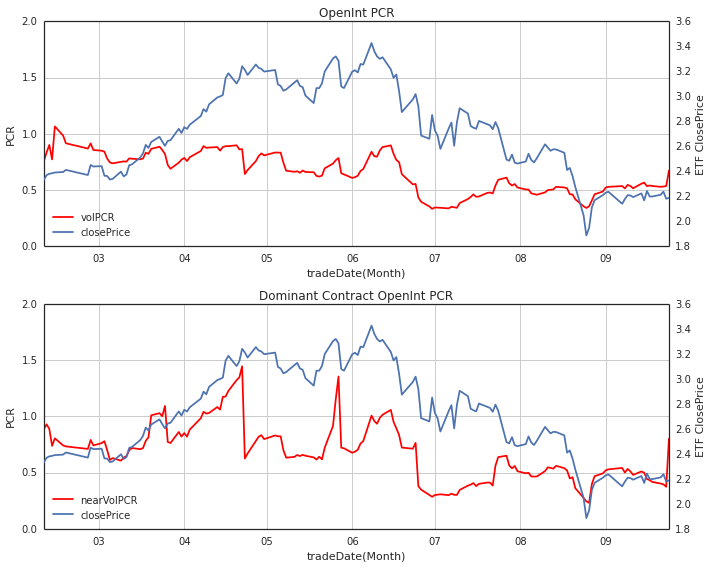 OpenInt PCR
2.0
1.5
1.0
0.5
0.0
PCR
3.6
3.4
3.2
3.0
2.8
2.6
2.4
2.2
2.0
1.8
ETF ClosePrice
volPCR
closePrice
03 04 05 06 07 08 09
tradeDate(Month)
Dominant Contract OpenInt PCR
2.0
1.5
1.0
0.5
0.0
PCR
3.6
3.4
3.2
3.0
2.8
2.6
2.4
2.2
2.0
1.8
ETF ClosePrice
nearVolPCR
closePrice
03 04 05 06 07 08 09
tradeDate(Month)